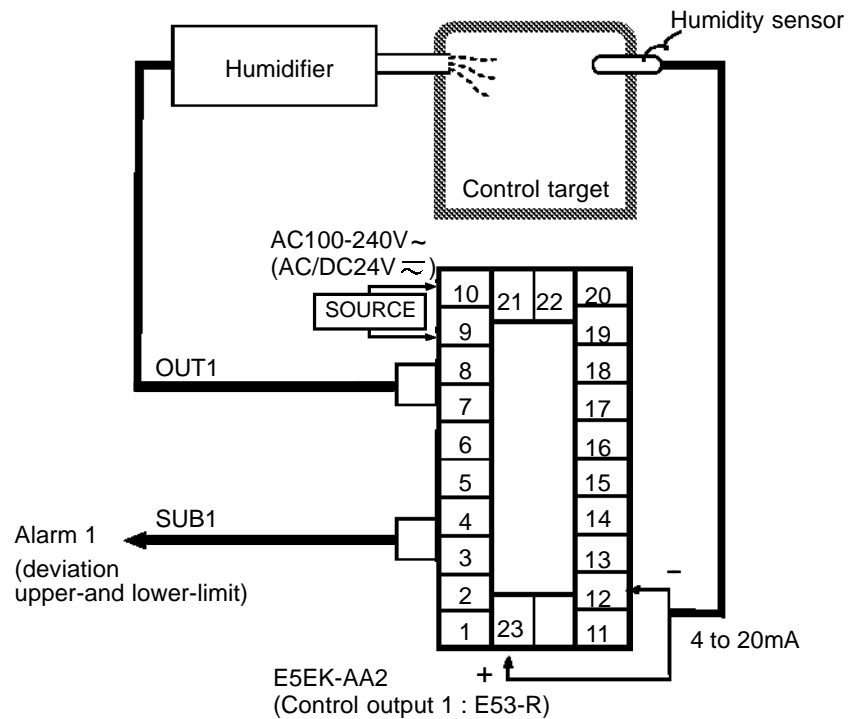 Humidity sensor
Humidifier
Control target
AC100-240V ~
(AC/DC24V ⎓~)
SOURCE
10
21
22
20
9
19
OUT1
8
18
7
17
6
16
5
15
SUB1
4
14
Alarm 1
3
13
(deviation
upper-and lower-limit)
2
12
−
1
23
11
4 to 20mA
+
E5EK-AA2
(Control output 1 : E53-R)